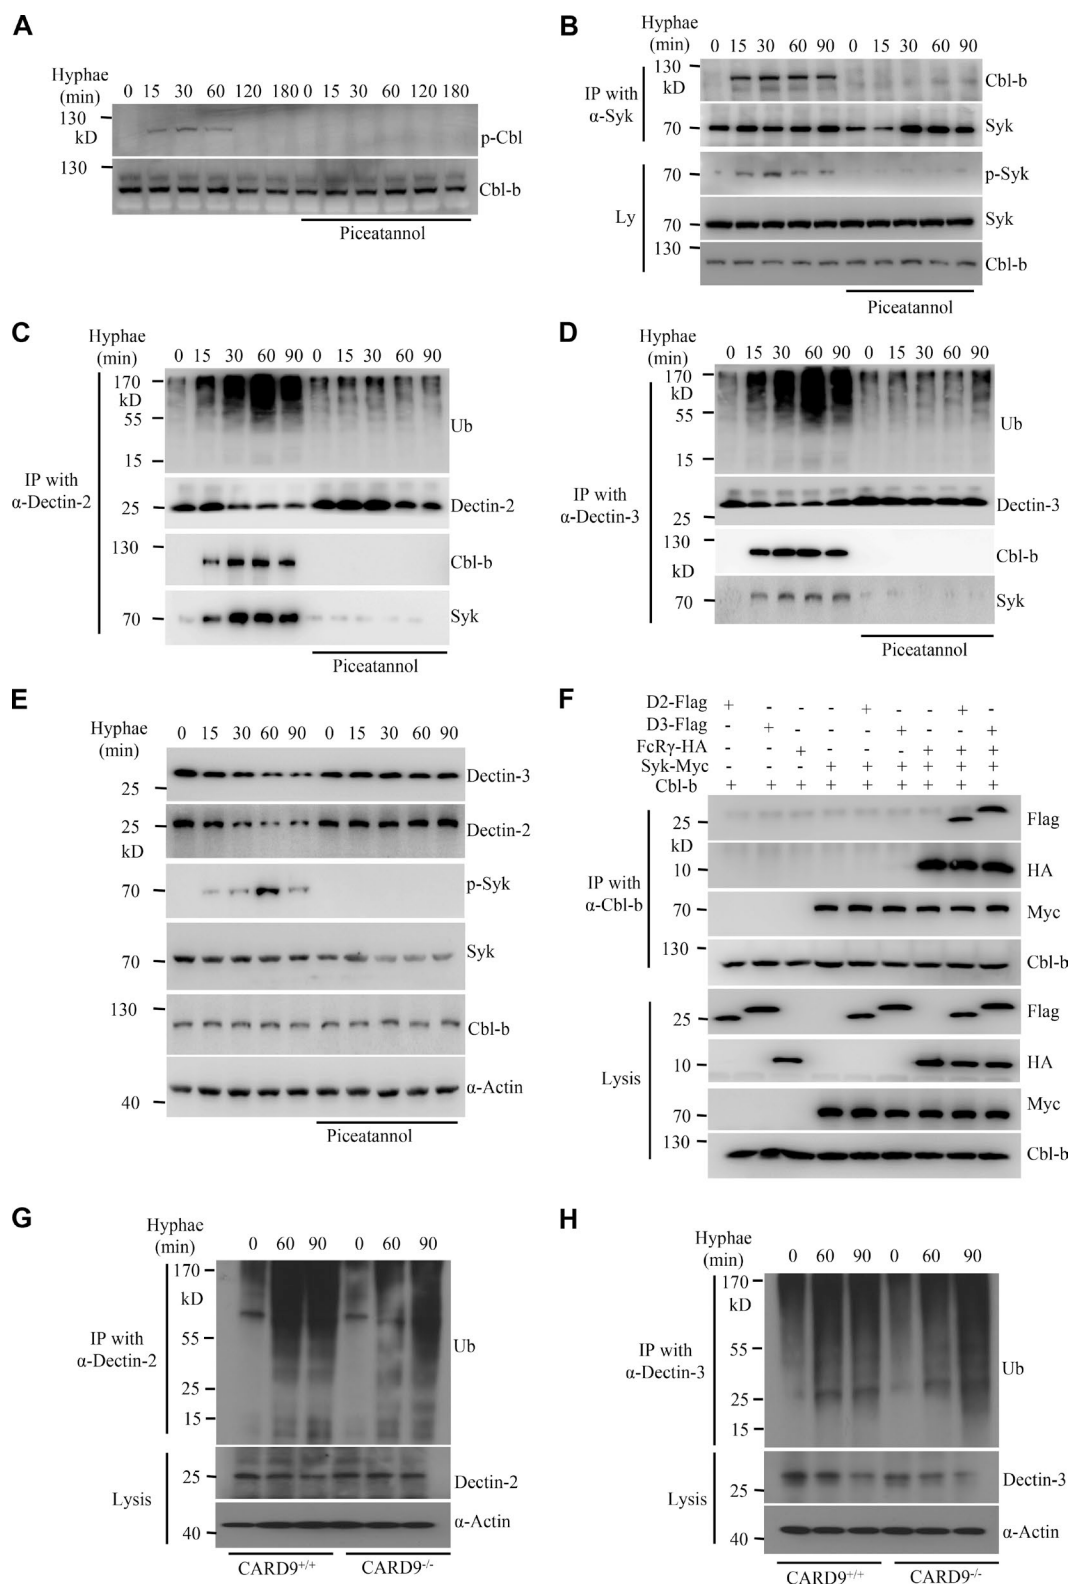 A
Hyphae
(min)
0 15 30 60 120 180 0 15 30 60 120 180
130
kD
p-Cbl
130
Cbl-b
Piceatannol
B
Hyphae
(min)
0 15 30 60 90 0 15 30 60 90
130
kD
Cbl-b
IP with
α-Syk
70
Syk
70
p-Syk
Ly
70
Syk
130
Cbl-b
Piceatannol
C
Hyphae
(min)
0 15 30 60 90 0 15 30 60 90
170
kD
55
Ub
15
IP with
α-Dectin-2
25
Dectin-2
130
Cbl-b
70
Syk
Piceatannol
D
Hyphae
(min)
0 15 30 60 90 0 15 30 60 90
170
kD
55
Ub
15
IP with
α-Dectin-3
Dectin-3
25
130
Cbl-b
kD
70
Syk
Piceatannol
E
Hyphae
(min)
0 15 30 60 90 0 15 30 60 90
Dectin-3
25
25
Dectin-2
kD
70
p-Syk
70
Syk
130
Cbl-b
α-Actin
40
Piceatannol
F
D2-Flag + - - - + - - + -
D3-Flag - + - - - + - - +
FcRγ-HA - - + - - - + + +
Syk-Myc - - - + + + + + +
Cbl-b + + + + + + + + +
25
Flag
kD
10
HA
IP with
α-Cbl-b
70
Myc
130
Cbl-b
25
Flag
10
HA
Lysis
70
Myc
130
Cbl-b
G
Hyphae
(min)
0 60 90 0 60 90
170
kD
55
IP with
α-Dectin-2
Ub
25
15
Lysis
25
Dectin-2
40
α-Actin
CARD9+/+ CARD9-/-
H
Hyphae
(min)
0 60 90 0 60 90
170
kD
55
IP with
α-Dectin-3
Ub
25
15
Lysis
Dectin-3
25
40
α-Actin
CARD9+/+ CARD9-/-